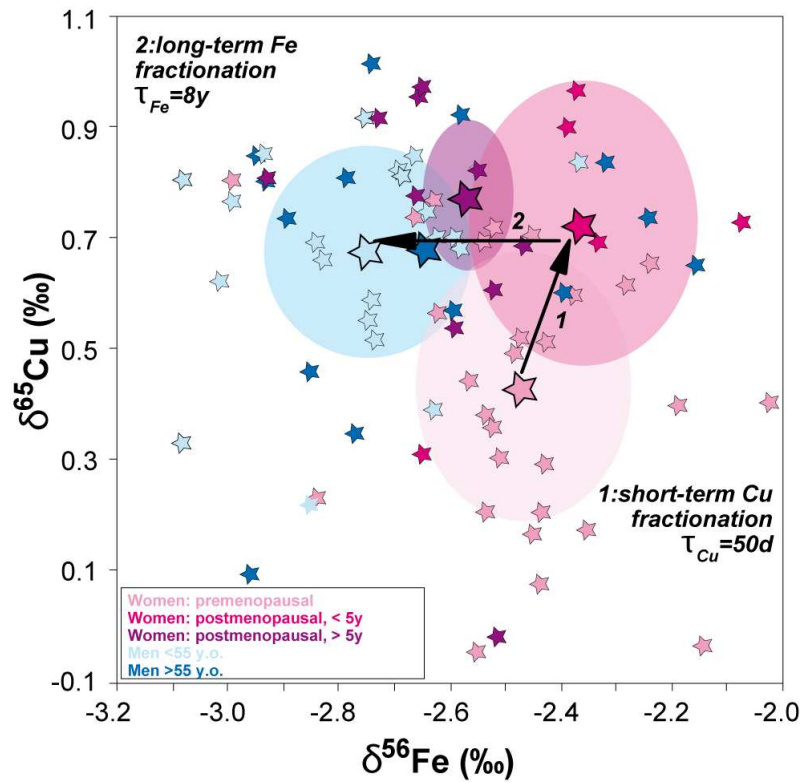 1.1
0.9
0.7
0.5
0.3
0.1
-0.1
δ65Cu (‰)
2:long-term Fe
fractionation
τFe=8y
2
1
1:short-term Cu
fractionation
τCu=50d
Women: premenopausal
Women: postmenopausal, < 5y
Women: postmenopausal, > 5y
Men <55 y.o.
Men >55 y.o.
-3.2 -3.0 -2.8 -2.6 -2.4 -2.2 -2.0
δ56Fe (‰)